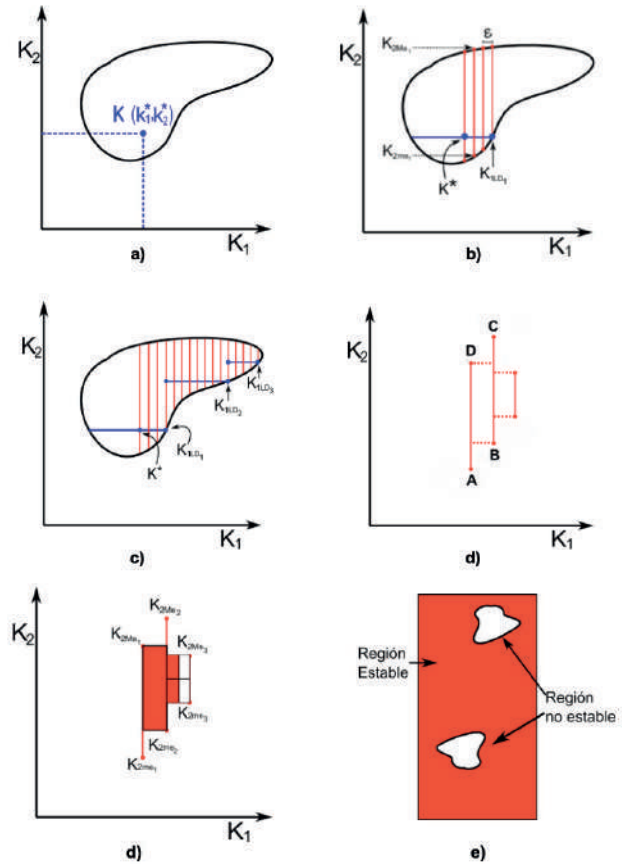 K₂
K (k₁*,k₂*)
K₁
a)
K₂
K₂Me₁
ε
K₂me₁
K*
K₁LD₁
K₁
b)
K₂
K₁LD₃
K₁LD₂
K₁LD₁
K*
K₁
c)
K₂
C
D
B
A
K₁
d)
K₂
K₂Me₂
K₂Me₁
K₂Me₃
K₂me₃
K₂me₂
K₂me₁
K₁
d)
Región
Estable
Región
no estable
e)